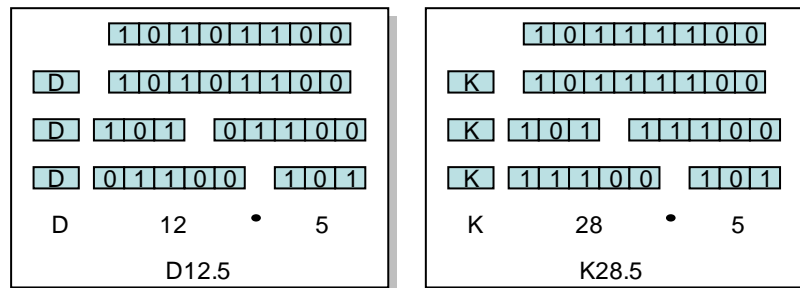 1 0 1 0 1 1 0 0
D 1 0 1 0 1 1 0 0
D 1 0 1 0 1 1 0 0
D 0 1 1 0 0 1 0 1
D 12 • 5
D12.5
1 0 1 1 1 1 0 0
K 1 0 1 1 1 1 0 0
K 1 0 1 1 1 1 0 0
K 1 1 1 0 0 1 0 1
K 28 • 5
K28.5